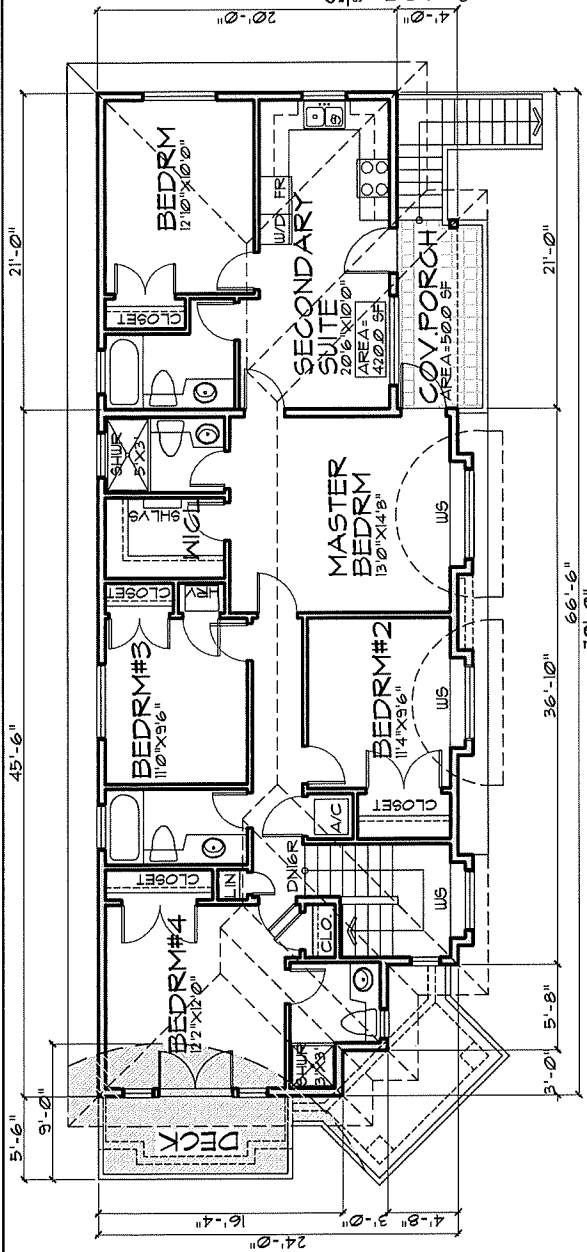 20'-0"
4'-0"
21'-0"
45'-6"
5'-6"
9'-0"
BEDRM
12'10"X10'0"
CLOSET
W/D
FR
SECONDARY
SUITE
20'6"X10'0"
AREA=
420.0 SF
COV.PORCH
AREA=50.0 SF
SHWR
5'X3'
SHLVS
WICL
MASTER
BEDRM
13'0"X14'8"
WS
CLOSET
HRV
BEDRM#3
11'0"X9'6"
BEDRM#2
11'4"X9'6"
WS
CLOSET
A/C
DN16R
LIN
CLOSET
CLO.
WS
BEDRM#4
12'2"X12'0"
SHWR
3'X3'
DECK
21'-0"
36'-10"
5'-8"
3'-0"
66'-6"
16'-4"
3'-0"
4'-8"
24'-0"